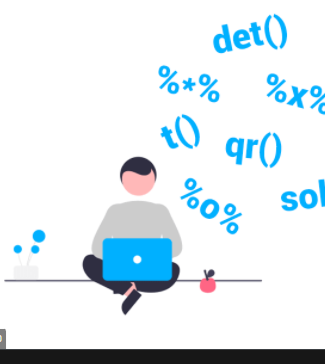 det()
%*%
%x%
t()
qr()
%o%
sol